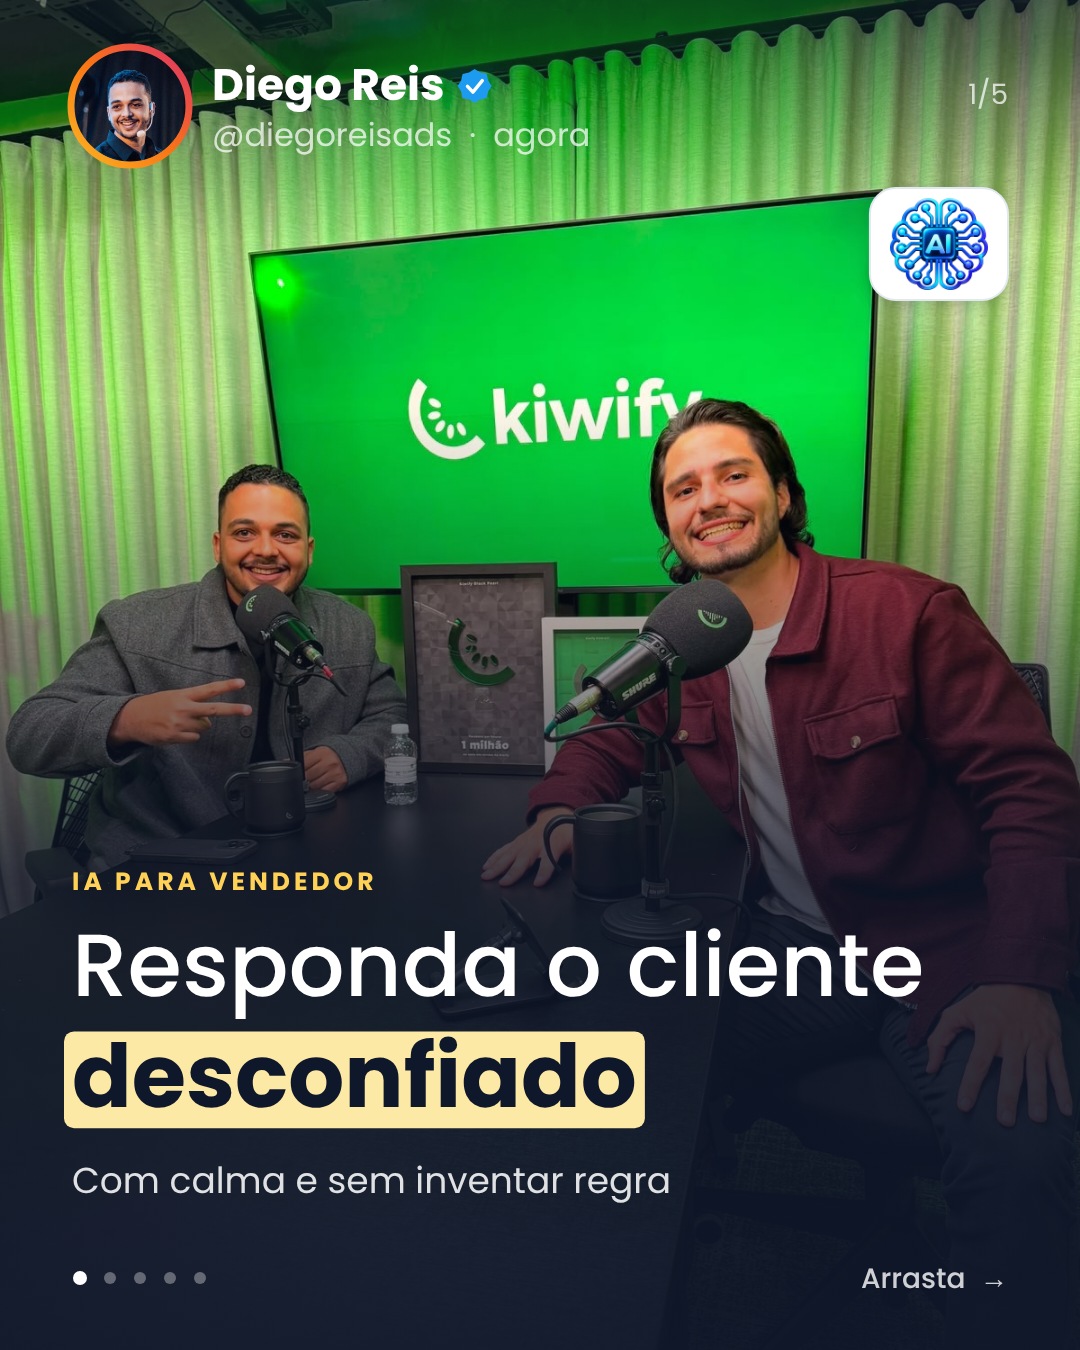 Diego Reis
@diegoreisads · agora
1/5
AI
kiwify
1 milhão
SHURE
IA PARA VENDEDOR
Responda o cliente
desconfiado
Com calma e sem inventar regra
Arrasta →